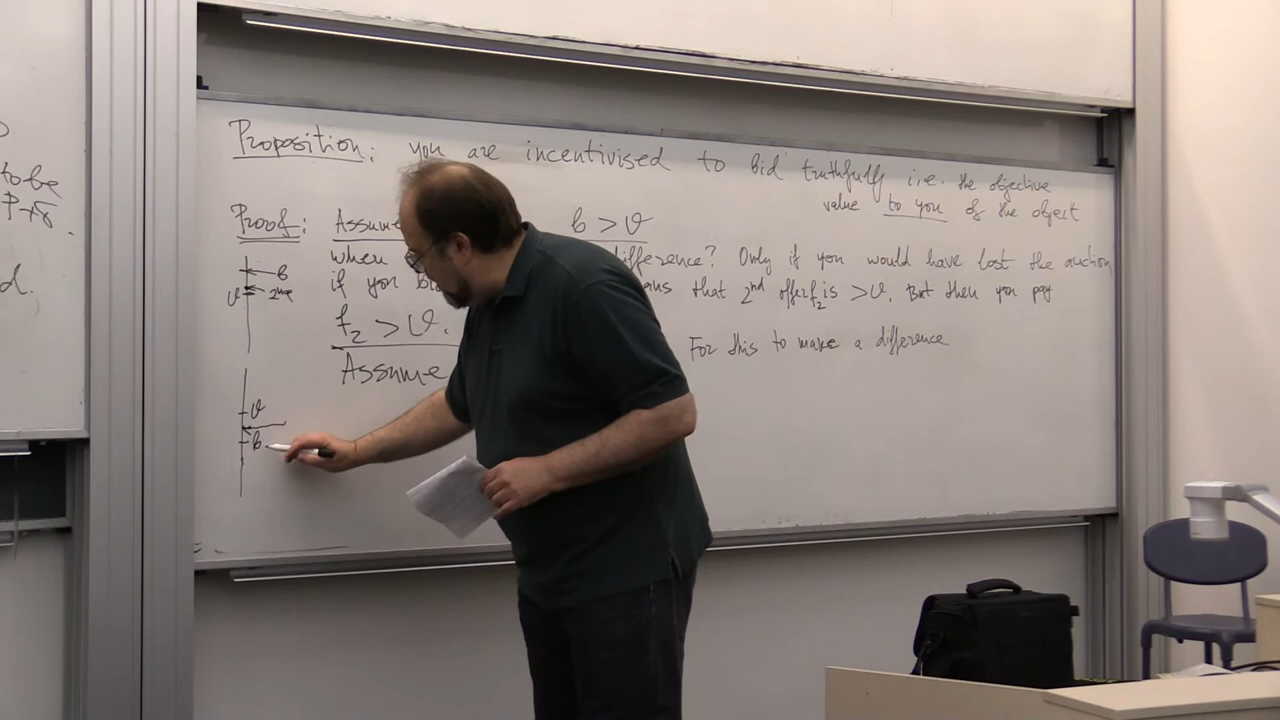 to be
d.
Proposition: you are incentivised to bid truthfully i.e. the objective
value to you of the object
Proof: Assume b > v
when difference? Only if you would have lost the auction
if you that 2nd offer f2 is > v. But then you pay
f2 > v.
For this to make a difference
Assume
b
v 2nd
v
b